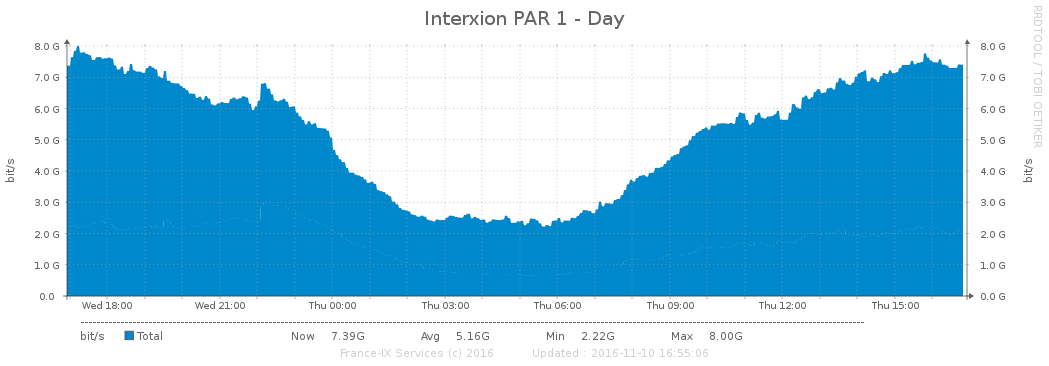 Interxion PAR 1 - Day
RRDTOOL / TOBI OETIKER
bit/s
8.0 G 8.0 G
7.0 G 7.0 G
6.0 G 6.0 G
5.0 G 5.0 G
4.0 G 4.0 G
3.0 G 3.0 G
2.0 G 2.0 G
1.0 G 1.0 G
0.0 0.0 G
bit/s
Wed 18:00 Wed 21:00 Thu 00:00 Thu 03:00 Thu 06:00 Thu 09:00 Thu 12:00 Thu 15:00
bit/s Total Now 7.39G Avg 5.16G Min 2.22G Max 8.00G
France-IX Services (c) 2016 Updated : 2016-11-10 16:55:06